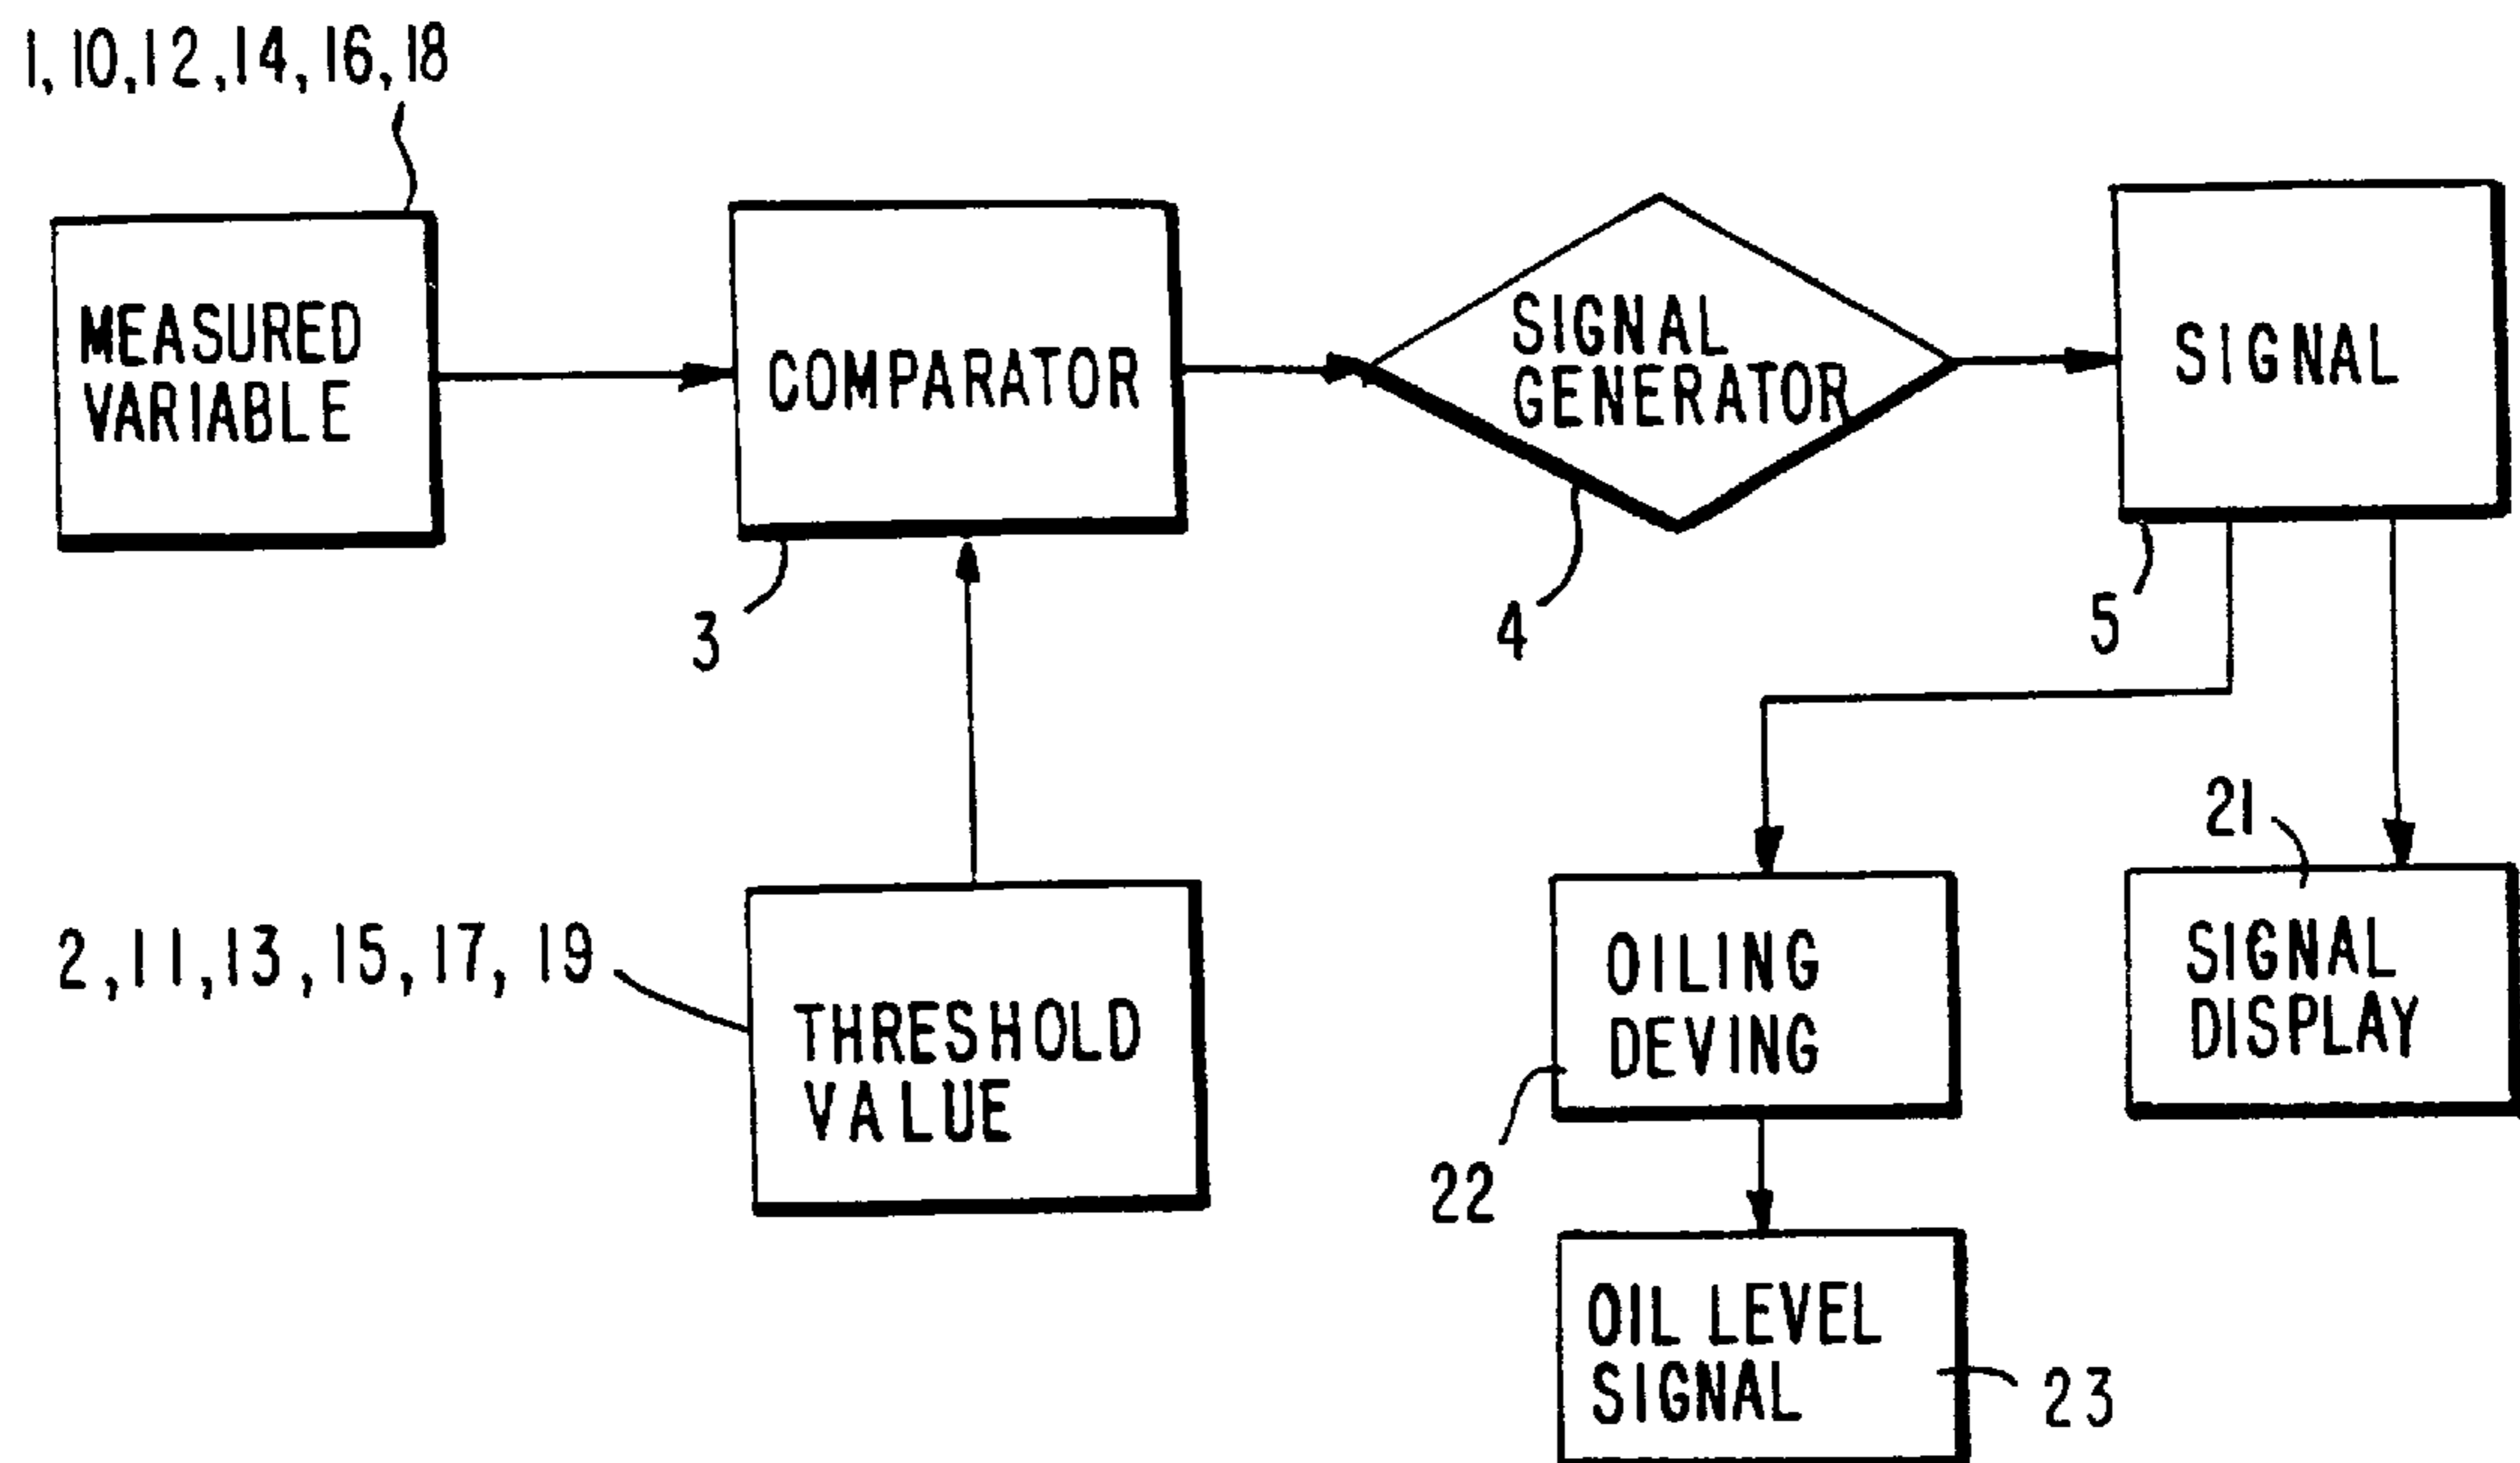 1, 10, 12, 14, 16, 18
MEASURED
VARIABLE
COMPARATOR
SIGNAL
GENERATOR
SIGNAL
3
4
5
21
2, 11, 13, 15, 17, 19
THRESHOLD
VALUE
OILING
DEVING
SIGNAL
DISPLAY
22
OIL LEVEL
SIGNAL
23